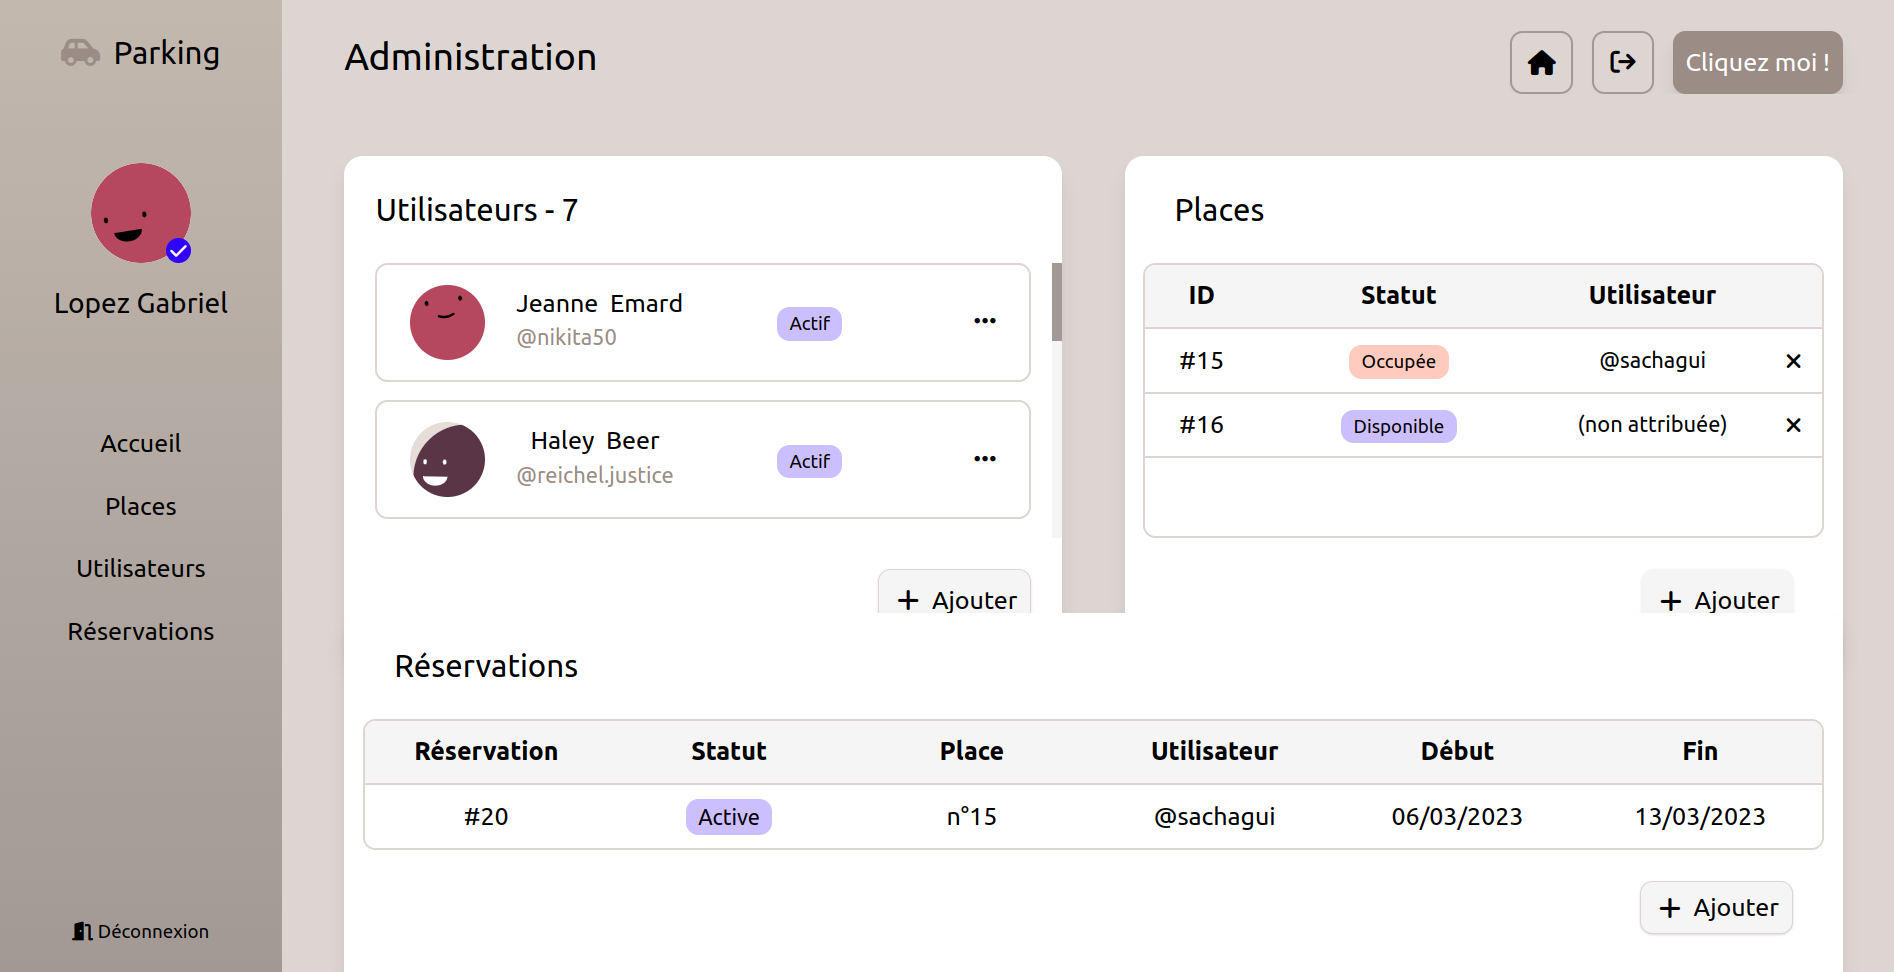 Parking
Lopez Gabriel
Accueil
Places
Utilisateurs
Réservations
Déconnexion
Administration
Cliquez moi !
Utilisateurs - 7
Jeanne Emard
@nikita50
Actif
Haley Beer
@reichel.justice
Actif
+ Ajouter
Places
ID Statut Utilisateur
#15 Occupée @sachagui ×
#16 Disponible (non attribuée) ×
+ Ajouter
Réservations
Réservation Statut Place Utilisateur Début Fin
#20 Active n°15 @sachagui 06/03/2023 13/03/2023
+ Ajouter